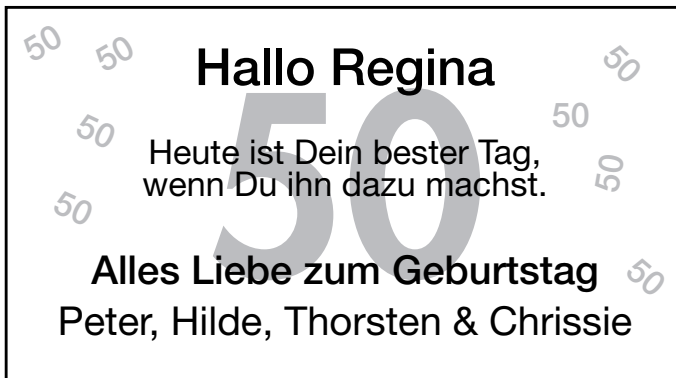 50
50
50
Hallo Regina
50
50
50
Heute ist Dein bester Tag,
wenn Du ihn dazu machst.
50
50
50
Alles Liebe zum Geburtstag
50
Peter, Hilde, Thorsten & Chrissie